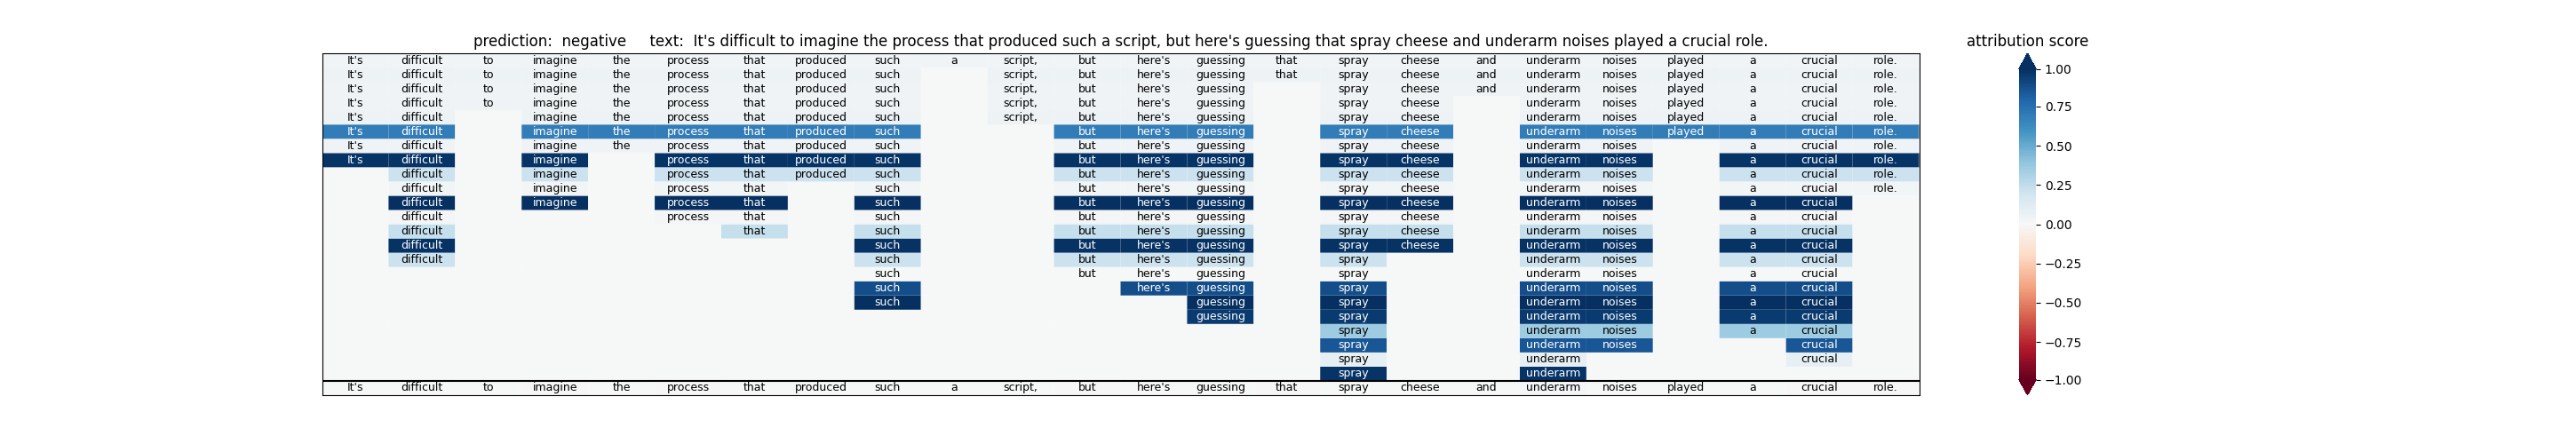 prediction: negative text: It's difficult to imagine the process that produced such a script, but here's guessing that spray cheese and underarm noises played a crucial role. attribution score
It's difficult to imagine the process that produced such a script, but here's guessing that spray cheese and underarm noises played a crucial role.
It's difficult to imagine the process that produced such script, but here's guessing that spray cheese and underarm noises played a crucial role.
It's difficult to imagine the process that produced such script, but here's guessing spray cheese and underarm noises played a crucial role.
It's difficult to imagine the process that produced such script, but here's guessing spray cheese underarm noises played a crucial role.
It's difficult imagine the process that produced such script, but here's guessing spray cheese underarm noises played a crucial role.
It's difficult imagine the process that produced such but here's guessing spray cheese underarm noises played a crucial role.
It's difficult imagine the process that produced such but here's guessing spray cheese underarm noises a crucial role.
It's difficult imagine process that produced such but here's guessing spray cheese underarm noises a crucial role.
difficult imagine process that produced such but here's guessing spray cheese underarm noises a crucial role.
difficult imagine process that such but here's guessing spray cheese underarm noises a crucial role.
difficult imagine process that such but here's guessing spray cheese underarm noises a crucial
difficult process that such but here's guessing spray cheese underarm noises a crucial
difficult that such but here's guessing spray cheese underarm noises a crucial
difficult such but here's guessing spray cheese underarm noises a crucial
difficult such but here's guessing spray underarm noises a crucial
such but here's guessing spray underarm noises a crucial
such here's guessing spray underarm noises a crucial
such guessing spray underarm noises a crucial
guessing spray underarm noises a crucial
spray underarm noises a crucial
spray underarm noises crucial
spray underarm crucial
spray underarm
It's difficult to imagine the process that produced such a script, but here's guessing that spray cheese and underarm noises played a crucial role.
1.00
0.75
0.50
0.25
0.00
−0.25
−0.50
−0.75
−1.00